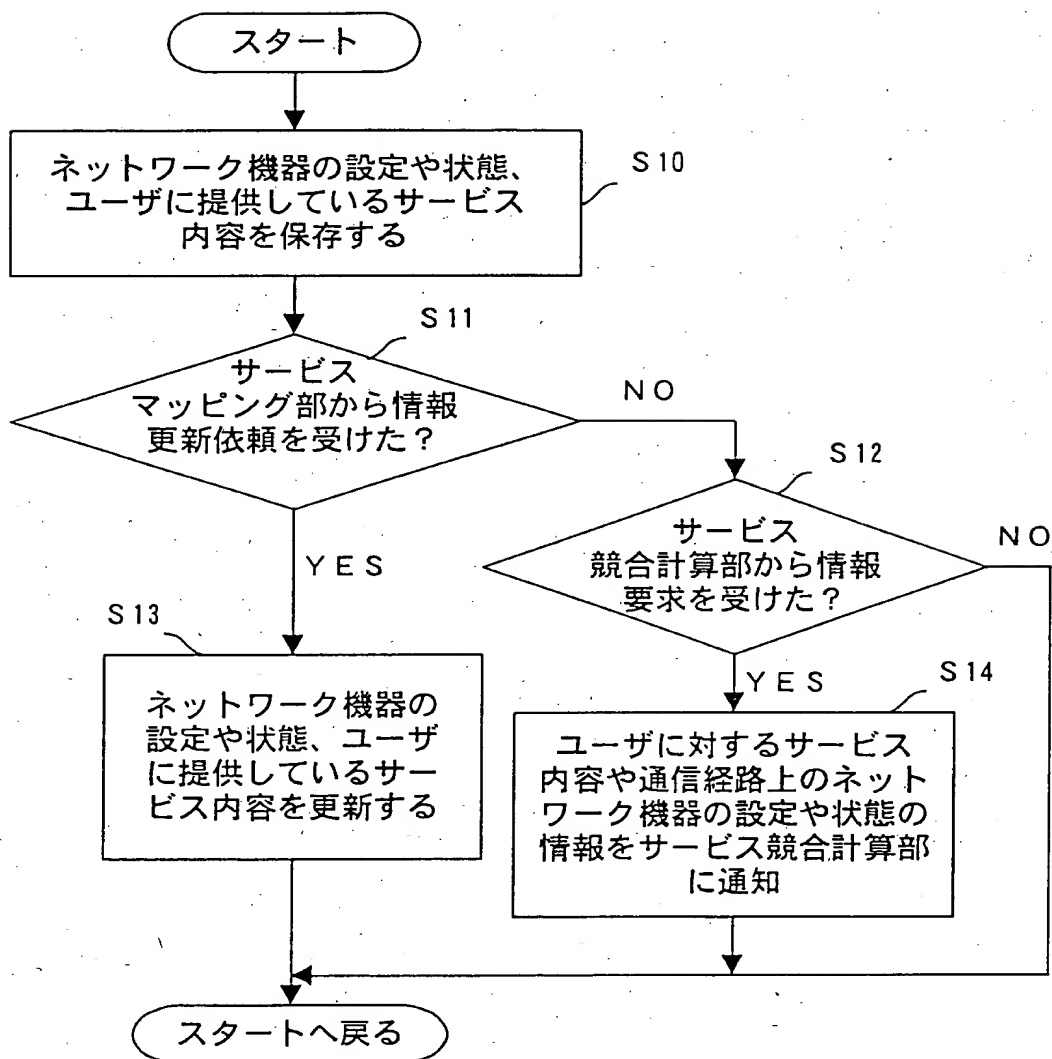 スタート
S10
ネットワーク機器の設定や状態、
ユーザに提供しているサービス
内容を保存する
S11
サービス
マッピング部から情報
更新依頼を受けた？
NO
S12
サービス
競合計算部から情報
要求を受けた？
NO
YES
S13
ネットワーク機器の
設定や状態、ユーザ
に提供しているサー
ビス内容を更新する
YES
S14
ユーザに対するサービス
内容や通信経路上のネット
ワーク機器の設定や状態の
情報をサービス競合計算部
に通知
スタートへ戻る